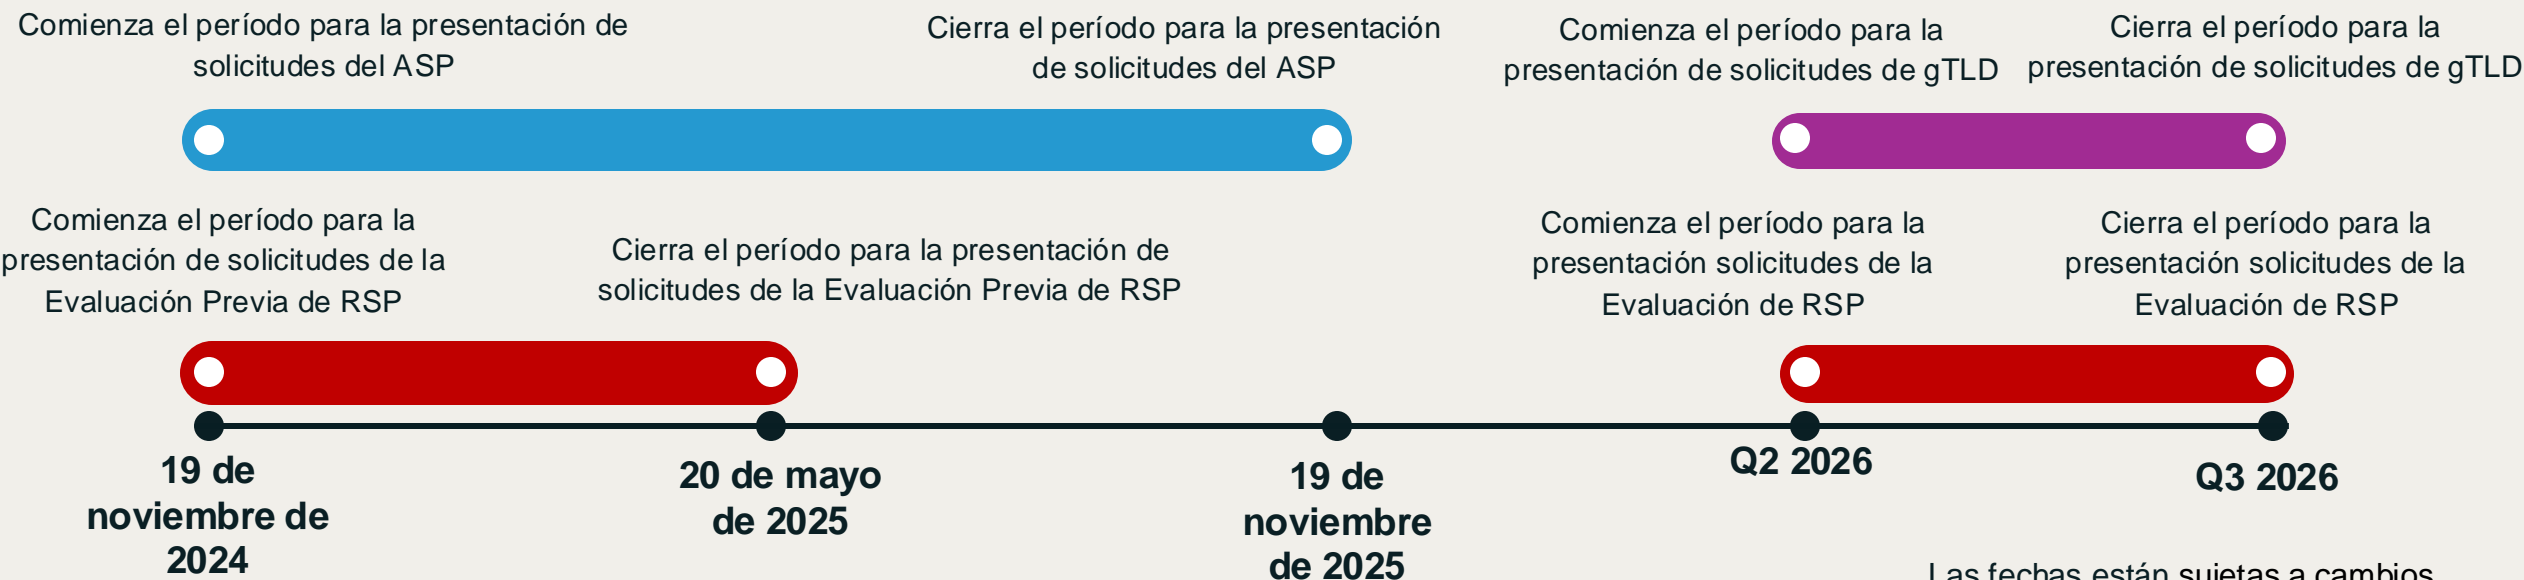 Comienza el período para la presentación de
solicitudes del ASP
Cierra el período para la presentación
de solicitudes del ASP
Comienza el período para la
presentación de solicitudes de gTLD
Cierra el período para la
presentación de solicitudes de gTLD
Comienza el período para la
presentación de solicitudes de la
Evaluación Previa de RSP
Cierra el período para la presentación de
solicitudes de la Evaluación Previa de RSP
Comienza el período para la
presentación solicitudes de la
Evaluación de RSP
Cierra el período para la
presentación solicitudes de la
Evaluación de RSP
19 de
noviembre de
2024
20 de mayo
de 2025
19 de
noviembre
de 2025
Q2 2026
Q3 2026
Las fechas están sujetas a cambios